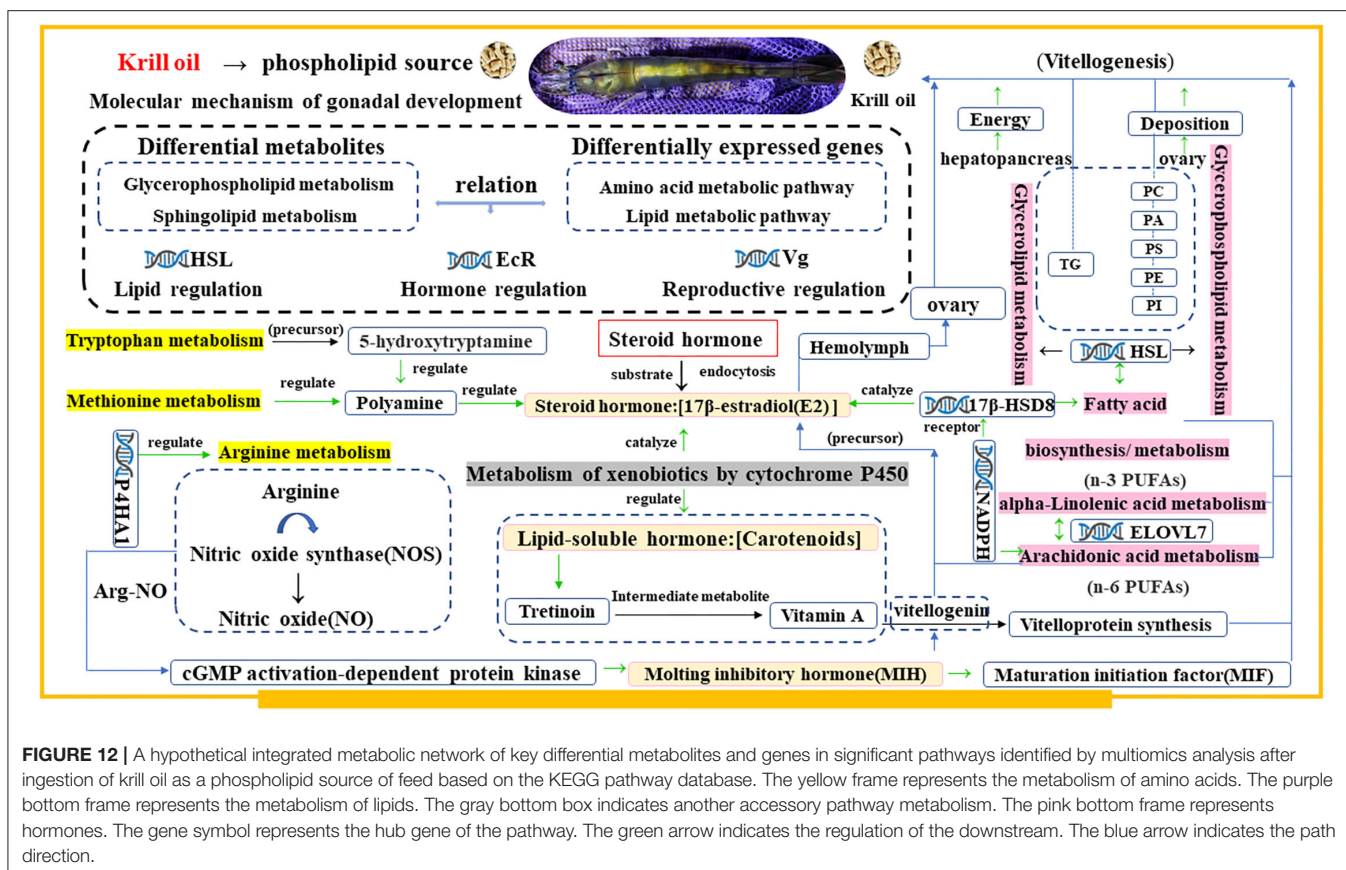 Krill oil → phospholipid source
Molecular mechanism of gonadal development
Krill oil
(Vitellogenesis)
Energy
Deposition
hepatopancreas
ovary
Differential metabolites
Glycerophospholipid metabolism
Sphingolipid metabolism
relation
Differentially expressed genes
Amino acid metabolic pathway
Lipid metabolic pathway
HSL
Lipid regulation
EcR
Hormone regulation
Vg
Reproductive regulation
Glycerolipid metabolism
TG
PC
PA
PS
PE
PI
Glycerophospholipid metabolism
ovary
Hemolymph
HSL
Tryptophan metabolism
(precursor)
5-hydroxytryptamine
regulate
Steroid hormone
substrate
endocytosis
Methionine metabolism
regulate
Polyamine
regulate
Steroid hormone:[17β-estradiol(E2) ]
catalyze
17β-HSD8
Fatty acid
receptor
catalyze
(precursor)
biosynthesis/ metabolism
(n-3 PUFAs)
alpha-Linolenic acid metabolism
ELOVL7
Arachidonic acid metabolism
(n-6 PUFAs)
NADPH
P4HA1
regulate
Arginine metabolism
Arginine
Nitric oxide synthase(NOS)
Nitric oxide(NO)
Arg-NO
Metabolism of xenobiotics by cytochrome P450
regulate
Lipid-soluble hormone:[Carotenoids]
Tretinoin
Intermediate metabolite
Vitamin A
vitellogenin
Vitelloprotein synthesis
cGMP activation-dependent protein kinase
Molting inhibitory hormone(MIH)
Maturation initiation factor(MIF)
FIGURE 12 | A hypothetical integrated metabolic network of key differential metabolites and genes in significant pathways identified by multiomics analysis after
ingestion of krill oil as a phospholipid source of feed based on the KEGG pathway database. The yellow frame represents the metabolism of amino acids. The purple
bottom frame represents the metabolism of lipids. The gray bottom box indicates another accessory pathway metabolism. The pink bottom frame represents
hormones. The gene symbol represents the hub gene of the pathway. The green arrow indicates the regulation of the downstream. The blue arrow indicates the path
direction.